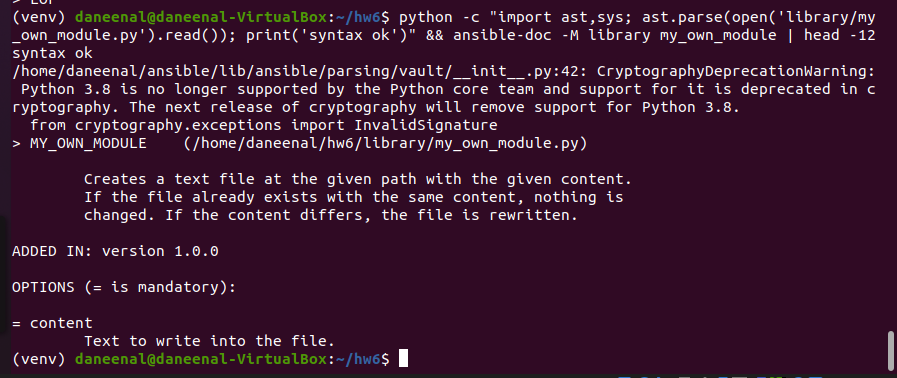 > EOF
(venv) daneenal@daneenal-VirtualBox:~/hw6$ python -c "import ast,sys; ast.parse(open('library/my
_own_module.py').read()); print('syntax ok')" && ansible-doc -M library my_own_module | head -12
syntax ok
/home/daneenal/ansible/lib/ansible/parsing/vault/__init__.py:42: CryptographyDeprecationWarning:
 Python 3.8 is no longer supported by the Python core team and support for it is deprecated in c
ryptography. The next release of cryptography will remove support for Python 3.8.
  from cryptography.exceptions import InvalidSignature
> MY_OWN_MODULE    (/home/daneenal/hw6/library/my_own_module.py)
        Creates a text file at the given path with the given content.
        If the file already exists with the same content, nothing is
        changed. If the content differs, the file is rewritten.
ADDED IN: version 1.0.0
OPTIONS (= is mandatory):
= content
        Text to write into the file.
(venv) daneenal@daneenal-VirtualBox:~/hw6$